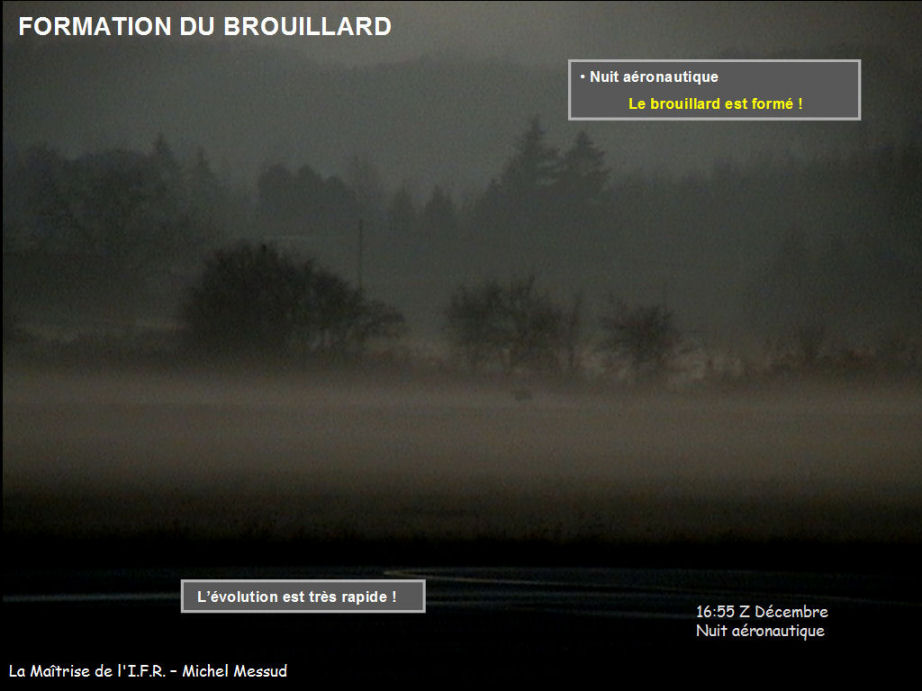 FORMATION DU BROUILLARD
• Nuit aéronautique
Le brouillard est formé !
L'évolution est très rapide !
16:55 Z Décembre
Nuit aéronautique
La Maîtrise de l'I.F.R. – Michel Messud